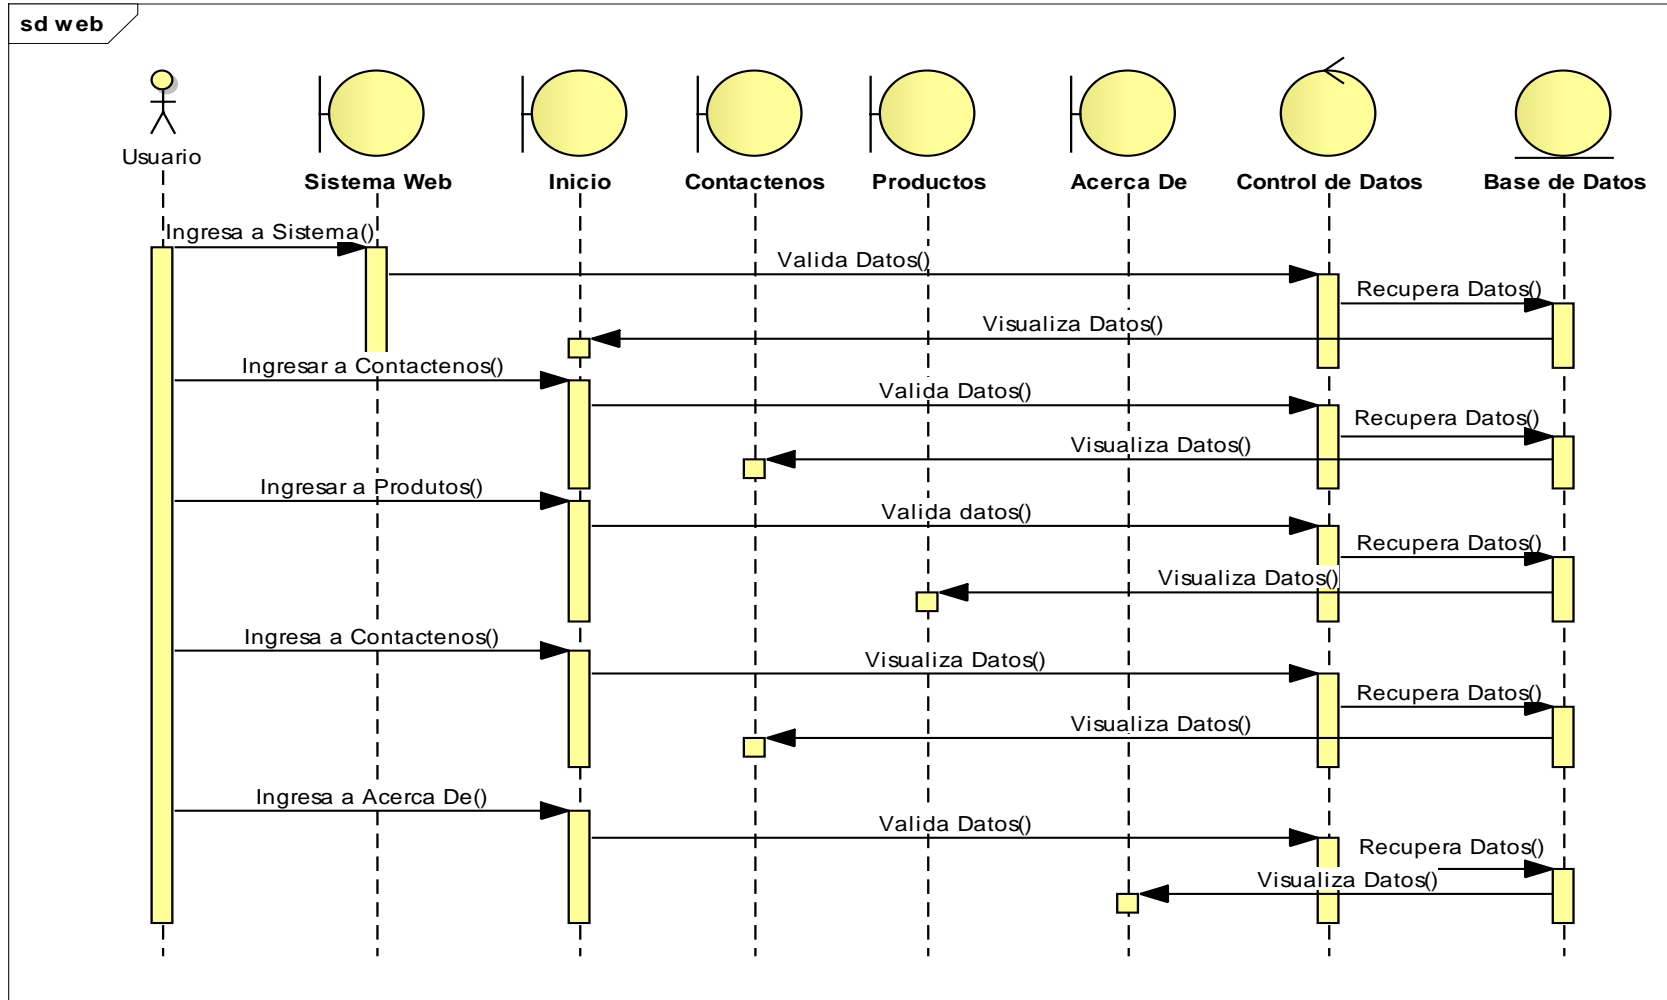 sd web
Usuario
Sistema Web
Inicio
Contactenos
Productos
Acerca De
Control de Datos
Base de Datos
Ingresa a Sistema()
Valida Datos()
Recupera Datos()
Visualiza Datos()
Ingresar a Contactenos()
Valida Datos()
Recupera Datos()
Visualiza Datos()
Ingresar a Produtos()
Valida datos()
Recupera Datos()
Visualiza Datos()
Ingresa a Contactenos()
Visualiza Datos()
Recupera Datos()
Visualiza Datos()
Ingresa a Acerca De()
Valida Datos()
Recupera Datos()
Visualiza Datos()